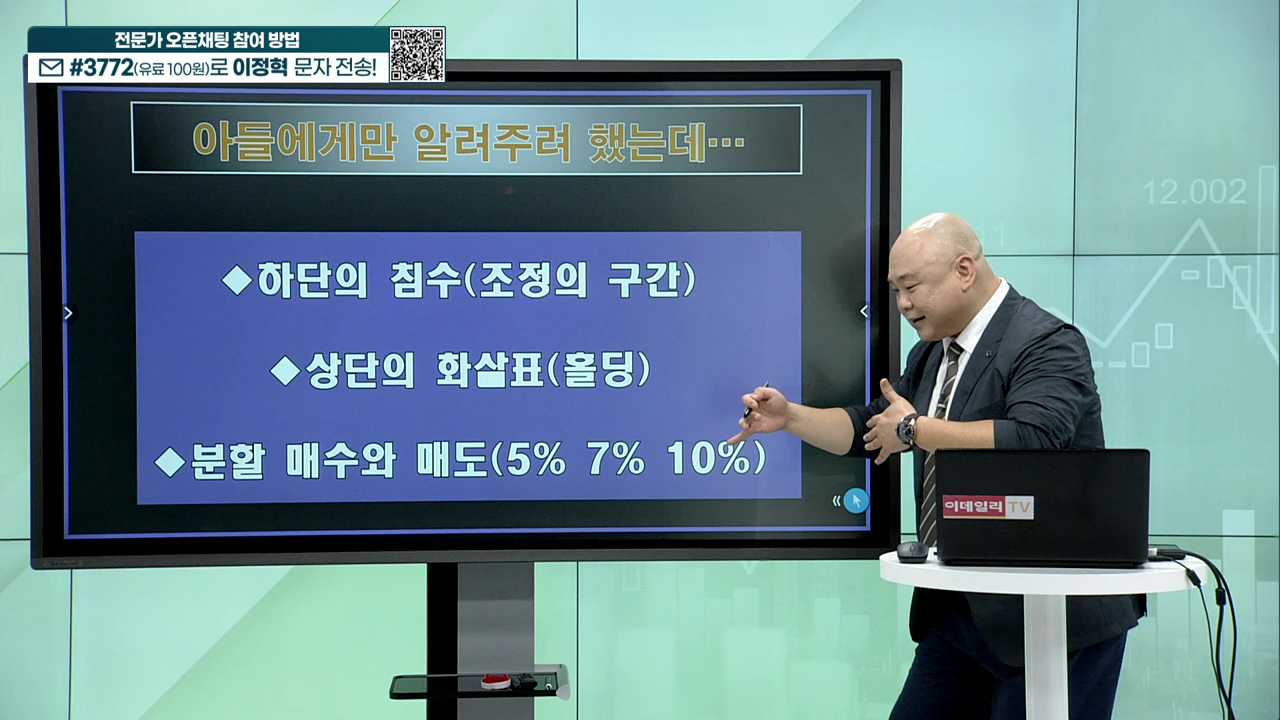 전문가 오픈채팅 참여 방법
#3772(유료 100원)로 이정혁 문자 전송!
아들에게만 알려주려 했는데…
◆하단의 침수(조정의 구간)
◆상단의 화살표(홀딩)
◆분할 매수와 매도(5% 7% 10%)
12.002
이데일리 TV